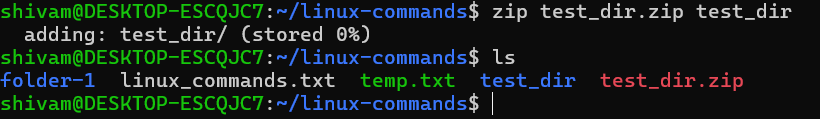 shivam@DESKTOP-ESCQJC7:~/linux-commands$ zip test_dir.zip test_dir
  adding: test_dir/ (stored 0%)
shivam@DESKTOP-ESCQJC7:~/linux-commands$ ls
folder-1  linux_commands.txt  temp.txt  test_dir  test_dir.zip
shivam@DESKTOP-ESCQJC7:~/linux-commands$